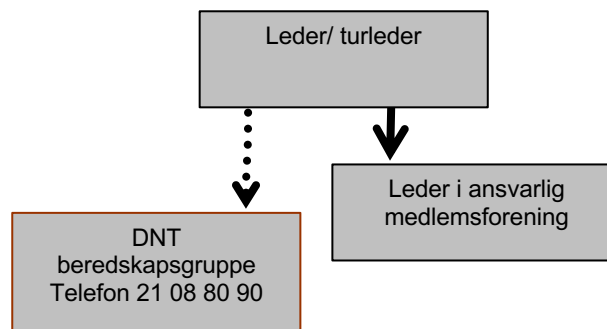 Leder/ turleder
Leder i ansvarlig
medlemsforening
DNT
beredskapsgruppe
Telefon 21 08 80 90